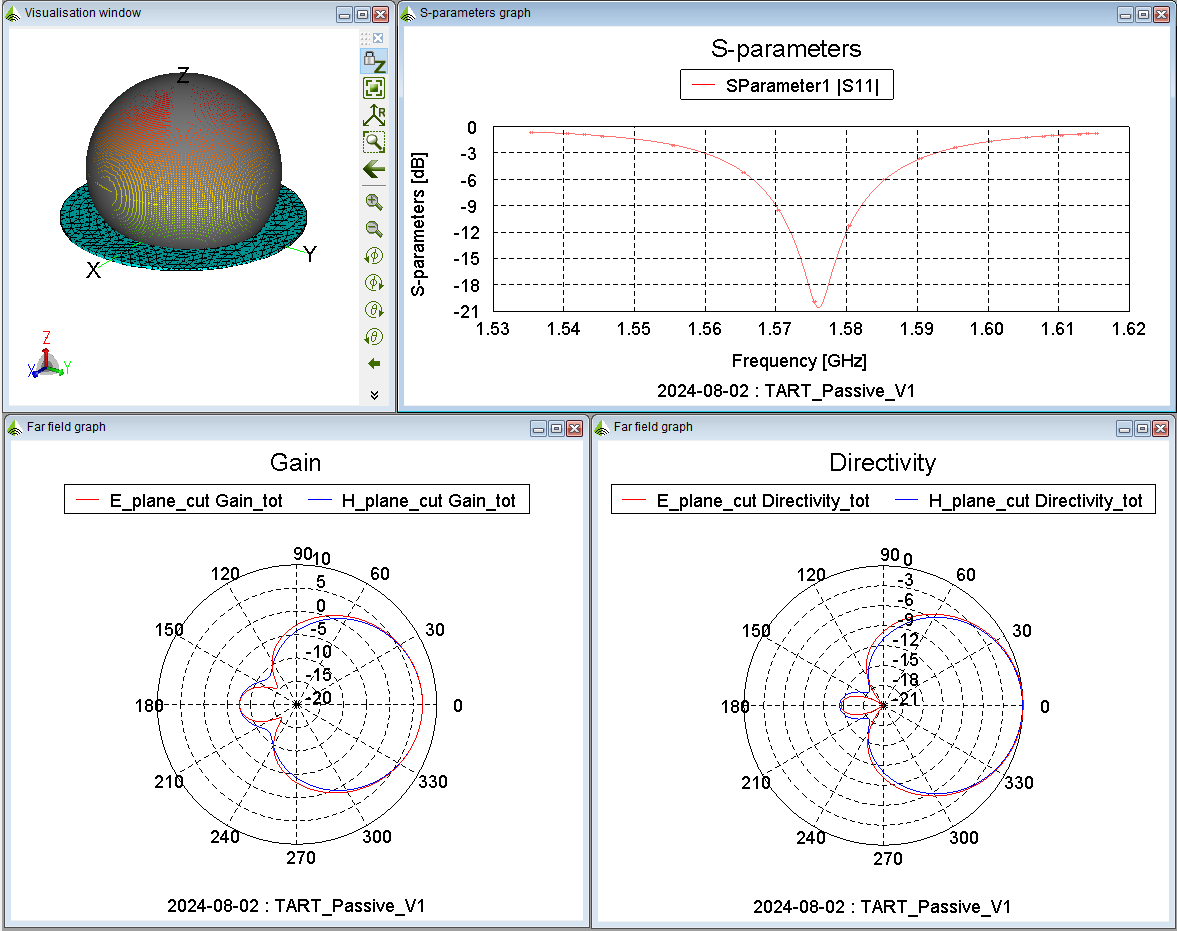 Visualisation window
Z
X
Y
Z
X
Y
Z
R
S-parameters graph
S-parameters
SParameter1 |S11|
0
-3
-6
-9
-12
-15
-18
-21
S-parameters [dB]
1.53 1.54 1.55 1.56 1.57 1.58 1.59 1.60 1.61 1.62
Frequency [GHz]
2024-08-02 : TART_Passive_V1
Far field graph
Gain
E_plane_cut Gain_tot H_plane_cut Gain_tot
90 10
120 5 60
0
150 -5 30
-10
-15
180 -20 0
210 330
240 300
270
2024-08-02 : TART_Passive_V1
Far field graph
Directivity
E_plane_cut Directivity_tot H_plane_cut Directivity_tot
90 0
120 -3 60
-6
150 -9 30
-12
-15
-18
180 -21 0
210 330
240 300
270
2024-08-02 : TART_Passive_V1